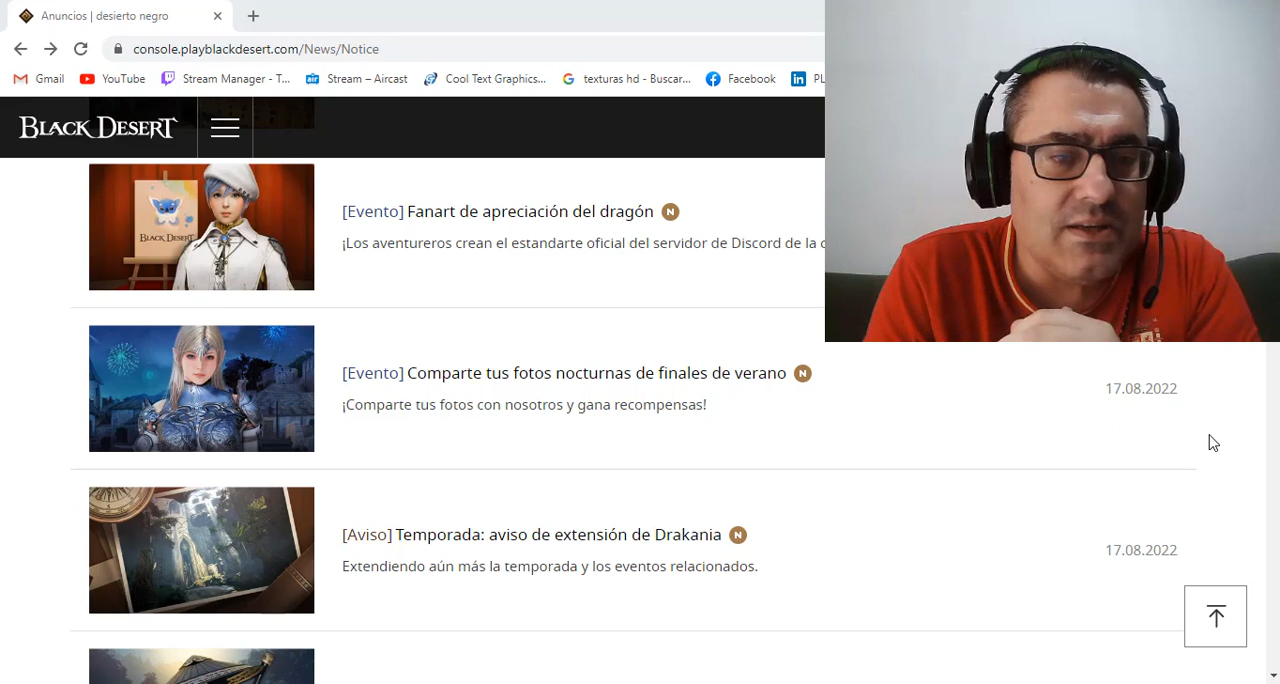 Anuncios | desierto negro
console.playblackdesert.com/News/Notice
Gmail YouTube Stream Manager - T... Stream – Aircast Cool Text Graphics... texturas hd - Buscar... Facebook PL
BLACK DESERT
BLACK DESERT
[Evento] Fanart de apreciación del dragón N
¡Los aventureros crean el estandarte oficial del servidor de Discord de la c
[Evento] Comparte tus fotos nocturnas de finales de verano N
17.08.2022
¡Comparte tus fotos con nosotros y gana recompensas!
[Aviso] Temporada: aviso de extensión de Drakania N
17.08.2022
Extendiendo aún más la temporada y los eventos relacionados.